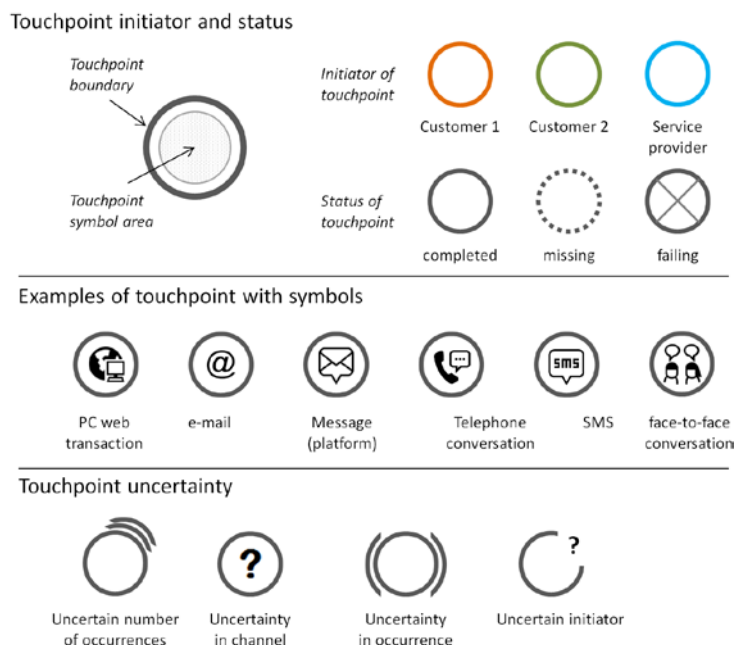 Touchpoint initiator and status
Touchpoint
boundary
Touchpoint
symbol area
Initiator of
touchpoint
Customer 1
Customer 2
Service
provider
Status of
touchpoint
completed
missing
failing
Examples of touchpoint with symbols
@
sms
PC web
transaction
e-mail
Message
(platform)
Telephone
conversation
SMS
face-to-face
conversation
Touchpoint uncertainty
?
?
Uncertain number
of occurrences
Uncertainty
in channel
Uncertainty
in occurrence
Uncertain initiator